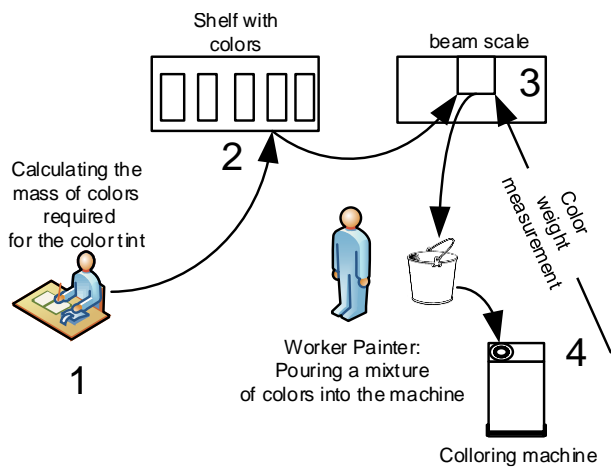 Shelf with
colors
beam scale
3
2
Calculating the
mass of colors
required
for the color tint
Color
weight
measurement
1
Worker Painter:
Pouring a mixture
of colors into the machine
4
Colloring machine